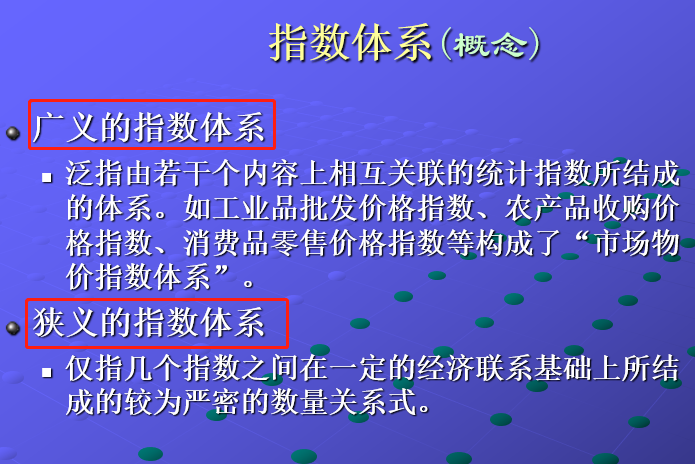 指数体系(概念)
广义的指数体系
泛指由若干个内容上相互关联的统计指数所结成
的体系。如工业品批发价格指数、农产品收购价
格指数、消费品零售价格指数等构成了“市场物
价指数体系”。
狭义的指数体系
仅指几个指数之间在一定的经济联系基础上所结
成的较为严密的数量关系式。